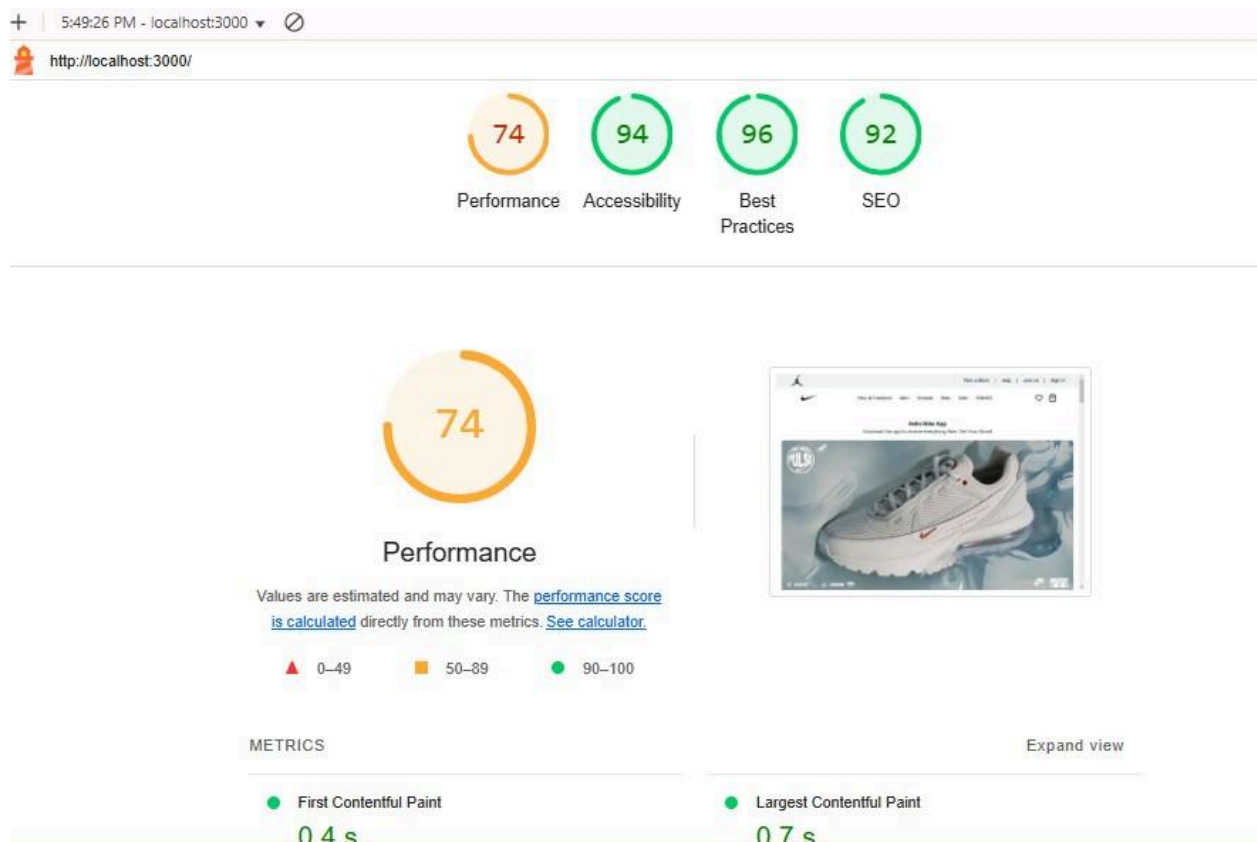 5:49:26 PM - localhost:3000
http://localhost:3000/
74 94 96 92
Performance Accessibility Best Practices SEO
74
Performance
Values are estimated and may vary. The performance score
is calculated directly from these metrics. See calculator.
0–49 50–89 90–100
METRICS Expand view
First Contentful Paint Largest Contentful Paint
0.4 s 0.7 s